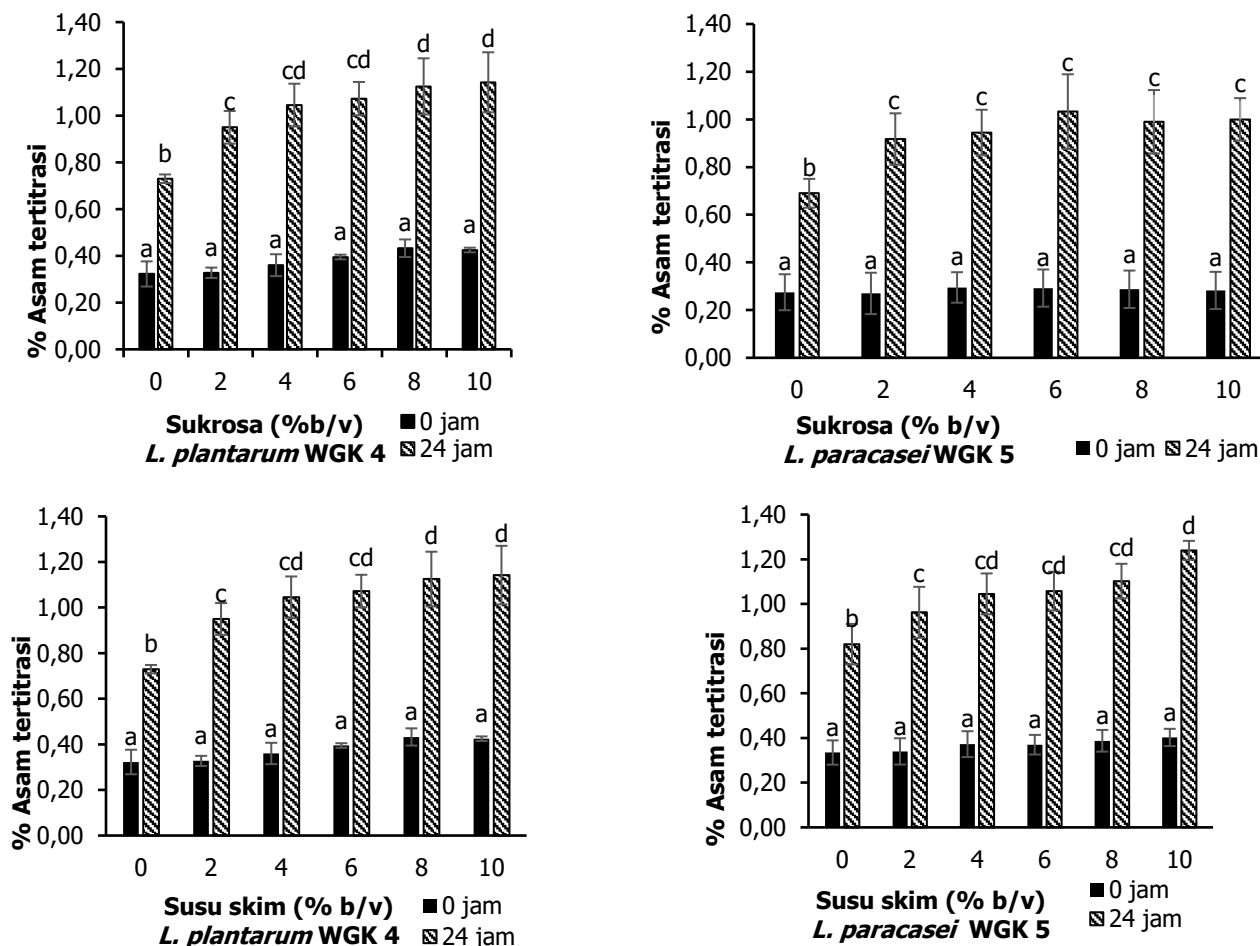 1,40
1,20
1,00
0,80
0,60
0,40
0,20
0,00
% Asam tertitrasi
a b a c a cd a cd a d a d
0 2 4 6 8 10
Sukrosa (%b/v)
L. plantarum WGK 4
0 jam
24 jam
1,40
1,20
1,00
0,80
0,60
0,40
0,20
0,00
% Asam tertitrasi
a b a c a c a c a c a c
0 2 4 6 8 10
Sukrosa (% b/v)
L. paracasei WGK 5
0 jam 24 jam
1,40
1,20
1,00
0,80
0,60
0,40
0,20
0,00
% Asam tertitrasi
a b a c a cd a cd a d a d
0 2 4 6 8 10
Susu skim (% b/v)
L. plantarum WGK 4
0 jam
24 jam
1,40
1,20
1,00
0,80
0,60
0,40
0,20
0,00
% Asam tertitrasi
a b a c a cd a cd a cd a d
0 2 4 6 8 10
Susu skim (% b/v)
L. paracasei WGK 5
0 jam
24 jam